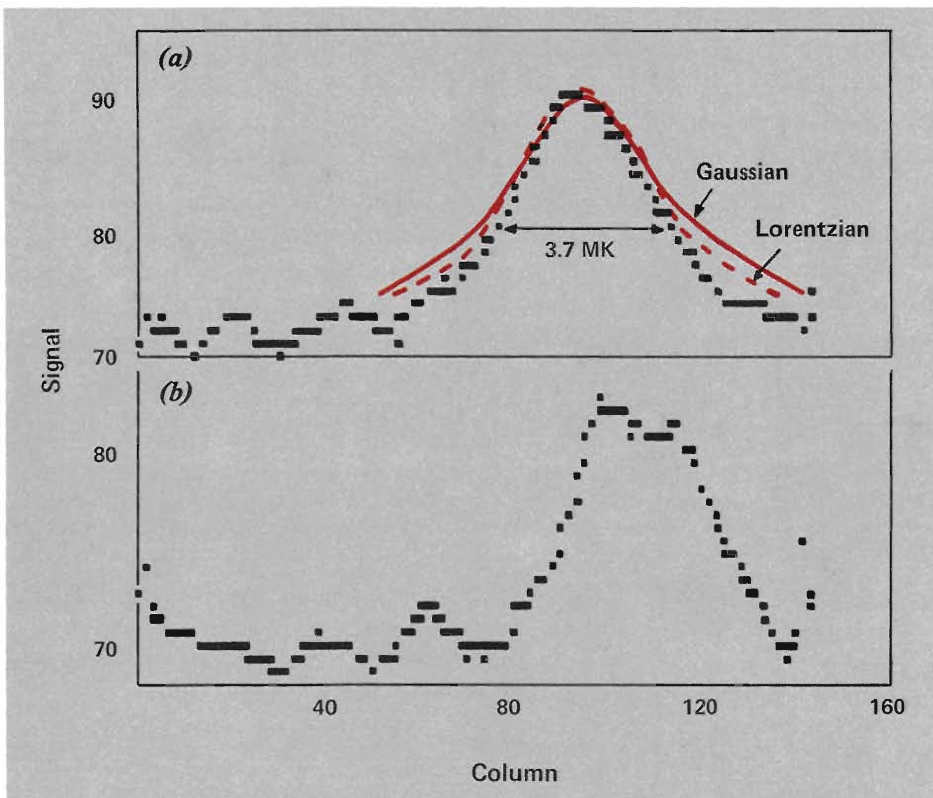 (a)
90
Gaussian
80
Lorentzian
3.7 MK
70
Signal
(b)
80
70
40 80 120 160
Column